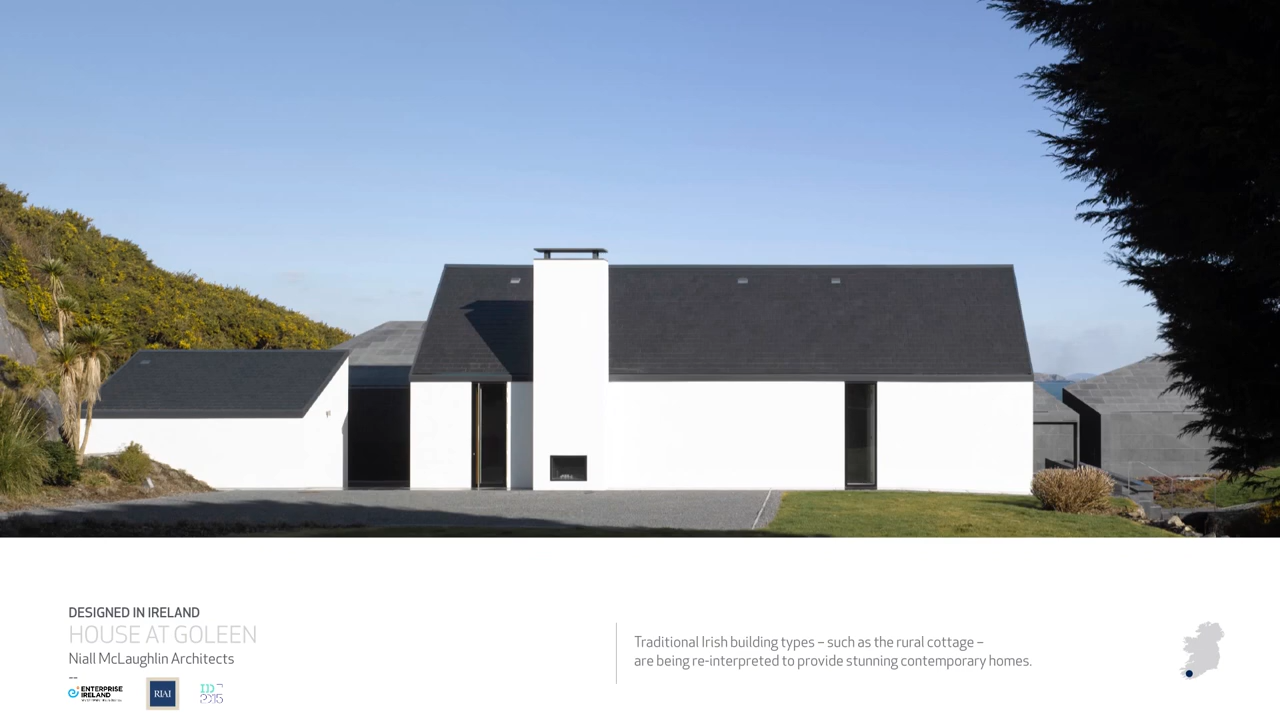 DESIGNED IN IRELAND
HOUSE AT GOLEEN
Niall McLaughlin Architects
ENTERPRISE
IRELAND
RIAI
2015
Traditional Irish building types – such as the rural cottage –
are being re-interpreted to provide stunning contemporary homes.